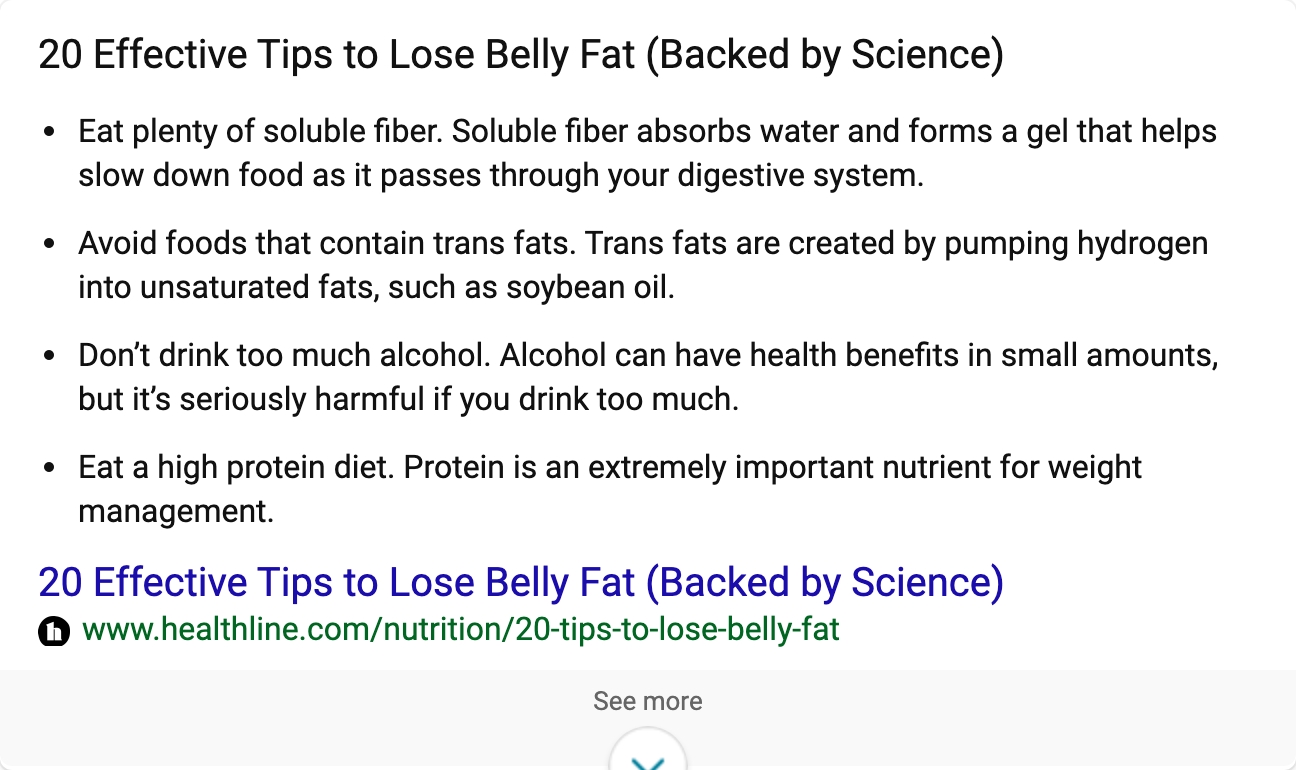 20 Effective Tips to Lose Belly Fat (Backed by Science)
• Eat plenty of soluble fiber. Soluble fiber absorbs water and forms a gel that helps
slow down food as it passes through your digestive system.
• Avoid foods that contain trans fats. Trans fats are created by pumping hydrogen
into unsaturated fats, such as soybean oil.
• Don’t drink too much alcohol. Alcohol can have health benefits in small amounts,
but it’s seriously harmful if you drink too much.
• Eat a high protein diet. Protein is an extremely important nutrient for weight
management.
20 Effective Tips to Lose Belly Fat (Backed by Science)
www.healthline.com/nutrition/20-tips-to-lose-belly-fat
See more